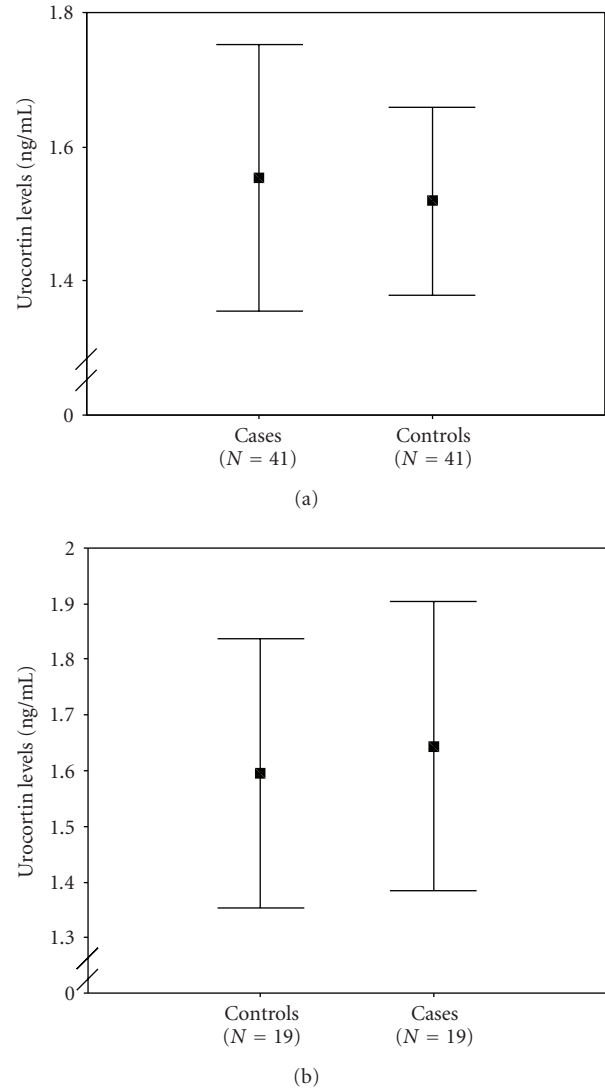 1.8
1.6
1.4
0
Urocortin levels (ng/mL)
Cases
(N = 41)
Controls
(N = 41)
(a)
2
1.9
1.8
1.7
1.6
1.5
1.4
1.3
0
Urocortin levels (ng/mL)
Controls
(N = 19)
Cases
(N = 19)
(b)